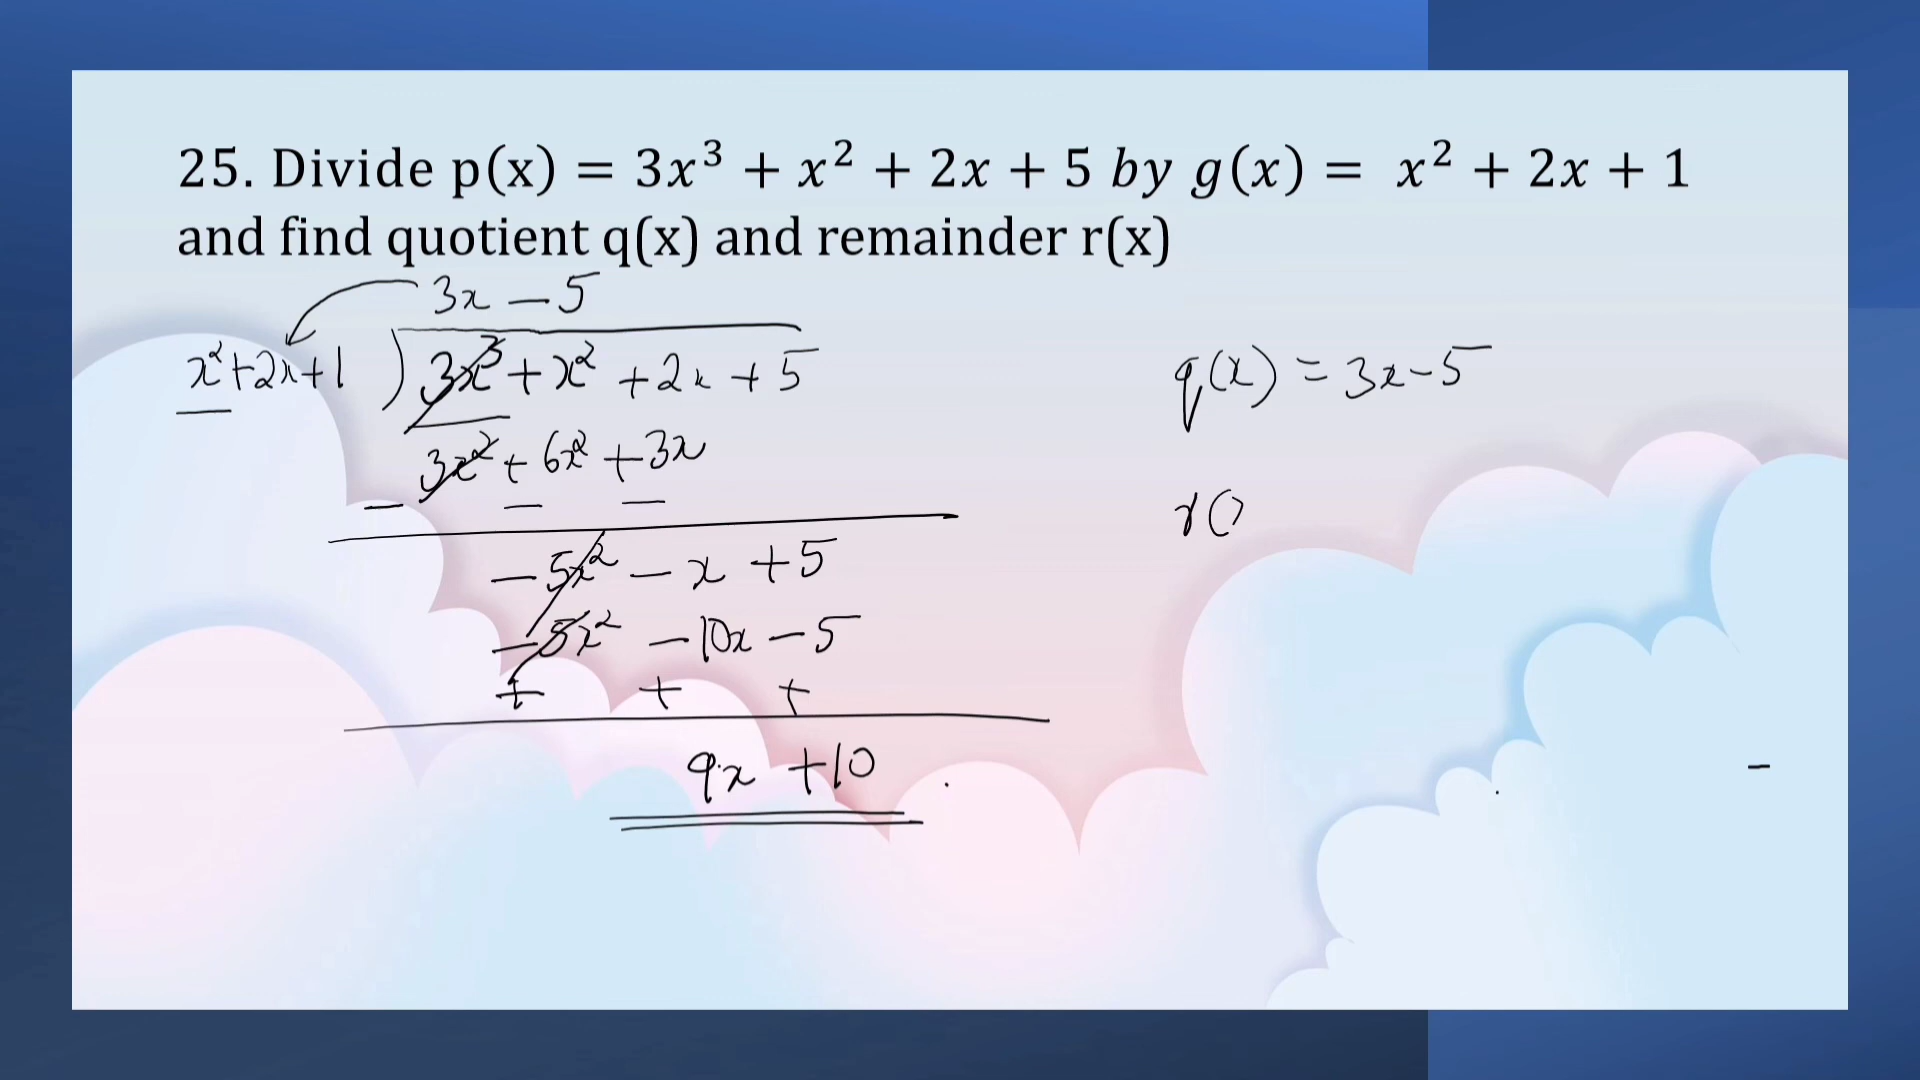 25. Divide p(x) = 3x³ + x² + 2x + 5 by g(x) = x² + 2x + 1
and find quotient q(x) and remainder r(x)
3x – 5
x²+2x+1 ) 3x³ + x² + 2x + 5
q(x) = 3x – 5
3x² + 6x² + 3x
– – –
r(
– 5x² – x + 5
– 5x² – 10x – 5
+ + +
9x + 10